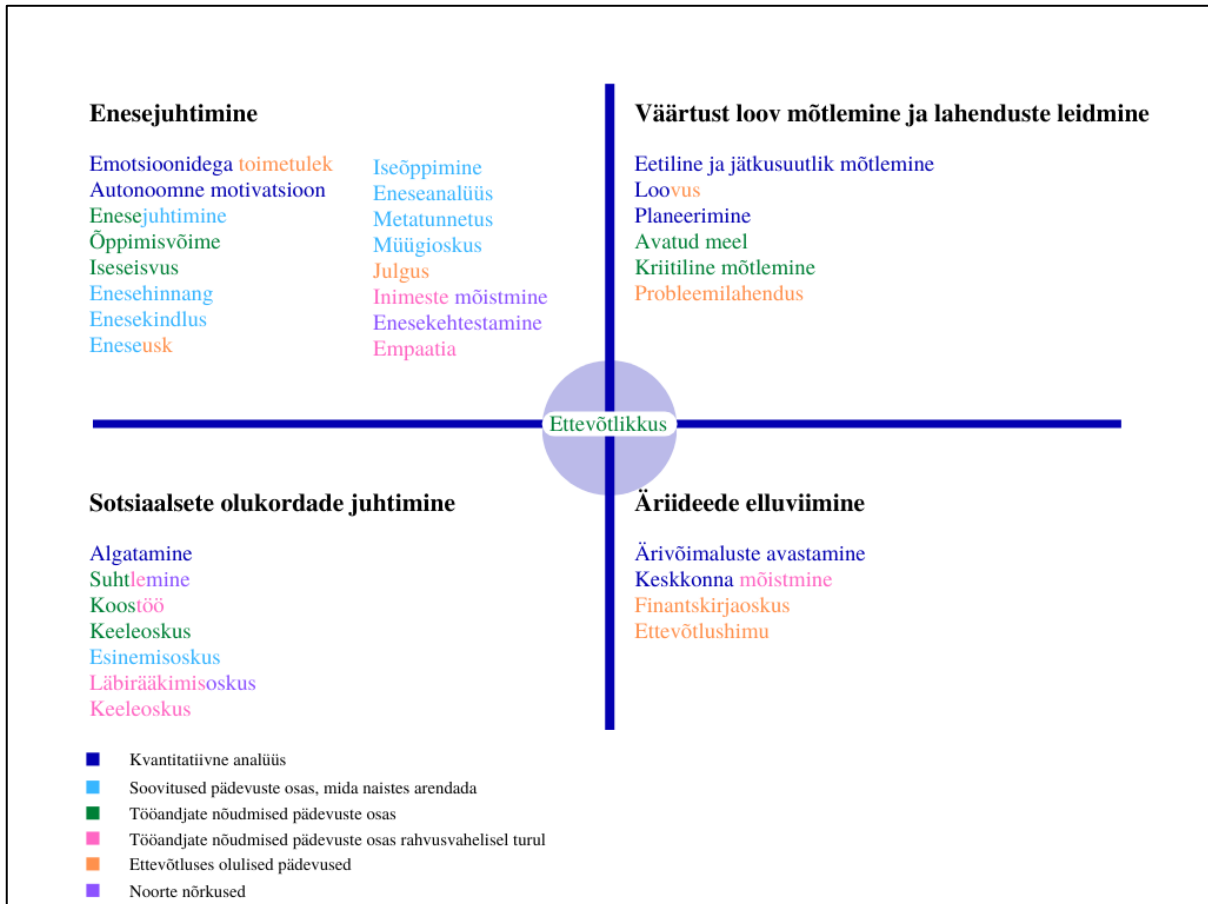 Enesejuhtimine
Emotsioonidega toimetulek
Autonoomne motivatsioon
Enesejuhtimine
Õppimisvõime
Iseseisvus
Enesehinnang
Enesekindlus
Eneseusk
Iseõppimine
Eneseanalüüs
Metatunnetus
Müügioskus
Julgus
Inimeste mõistmine
Enesekehtestamine
Empaatia
Väärtust loov mõtlemine ja lahenduste leidmine
Eetiline ja jätkusuutlik mõtlemine
Loovus
Planeerimine
Avatud meel
Kriitiline mõtlemine
Probleemilahendus
Ettevõtlikkus
Sotsiaalsete olukordade juhtimine
Algatamine
Suhtlemine
Koostöö
Keeleoskus
Esinemisoskus
Läbirääkimisoskus
Keeleoskus
Äriideede elluviimine
Ärivõimaluste avastamine
Keskkonna mõistmine
Finantskirjaoskus
Ettevõtlushimu
Kvantitatiivne analüüs
Soovitused pädevuste osas, mida naistes arendada
Tööandjate nõudmised pädevuste osas
Tööandjate nõudmised pädevuste osas rahvusvahelisel turul
Ettevõtluses olulised pädevused
Noorte nõrkused